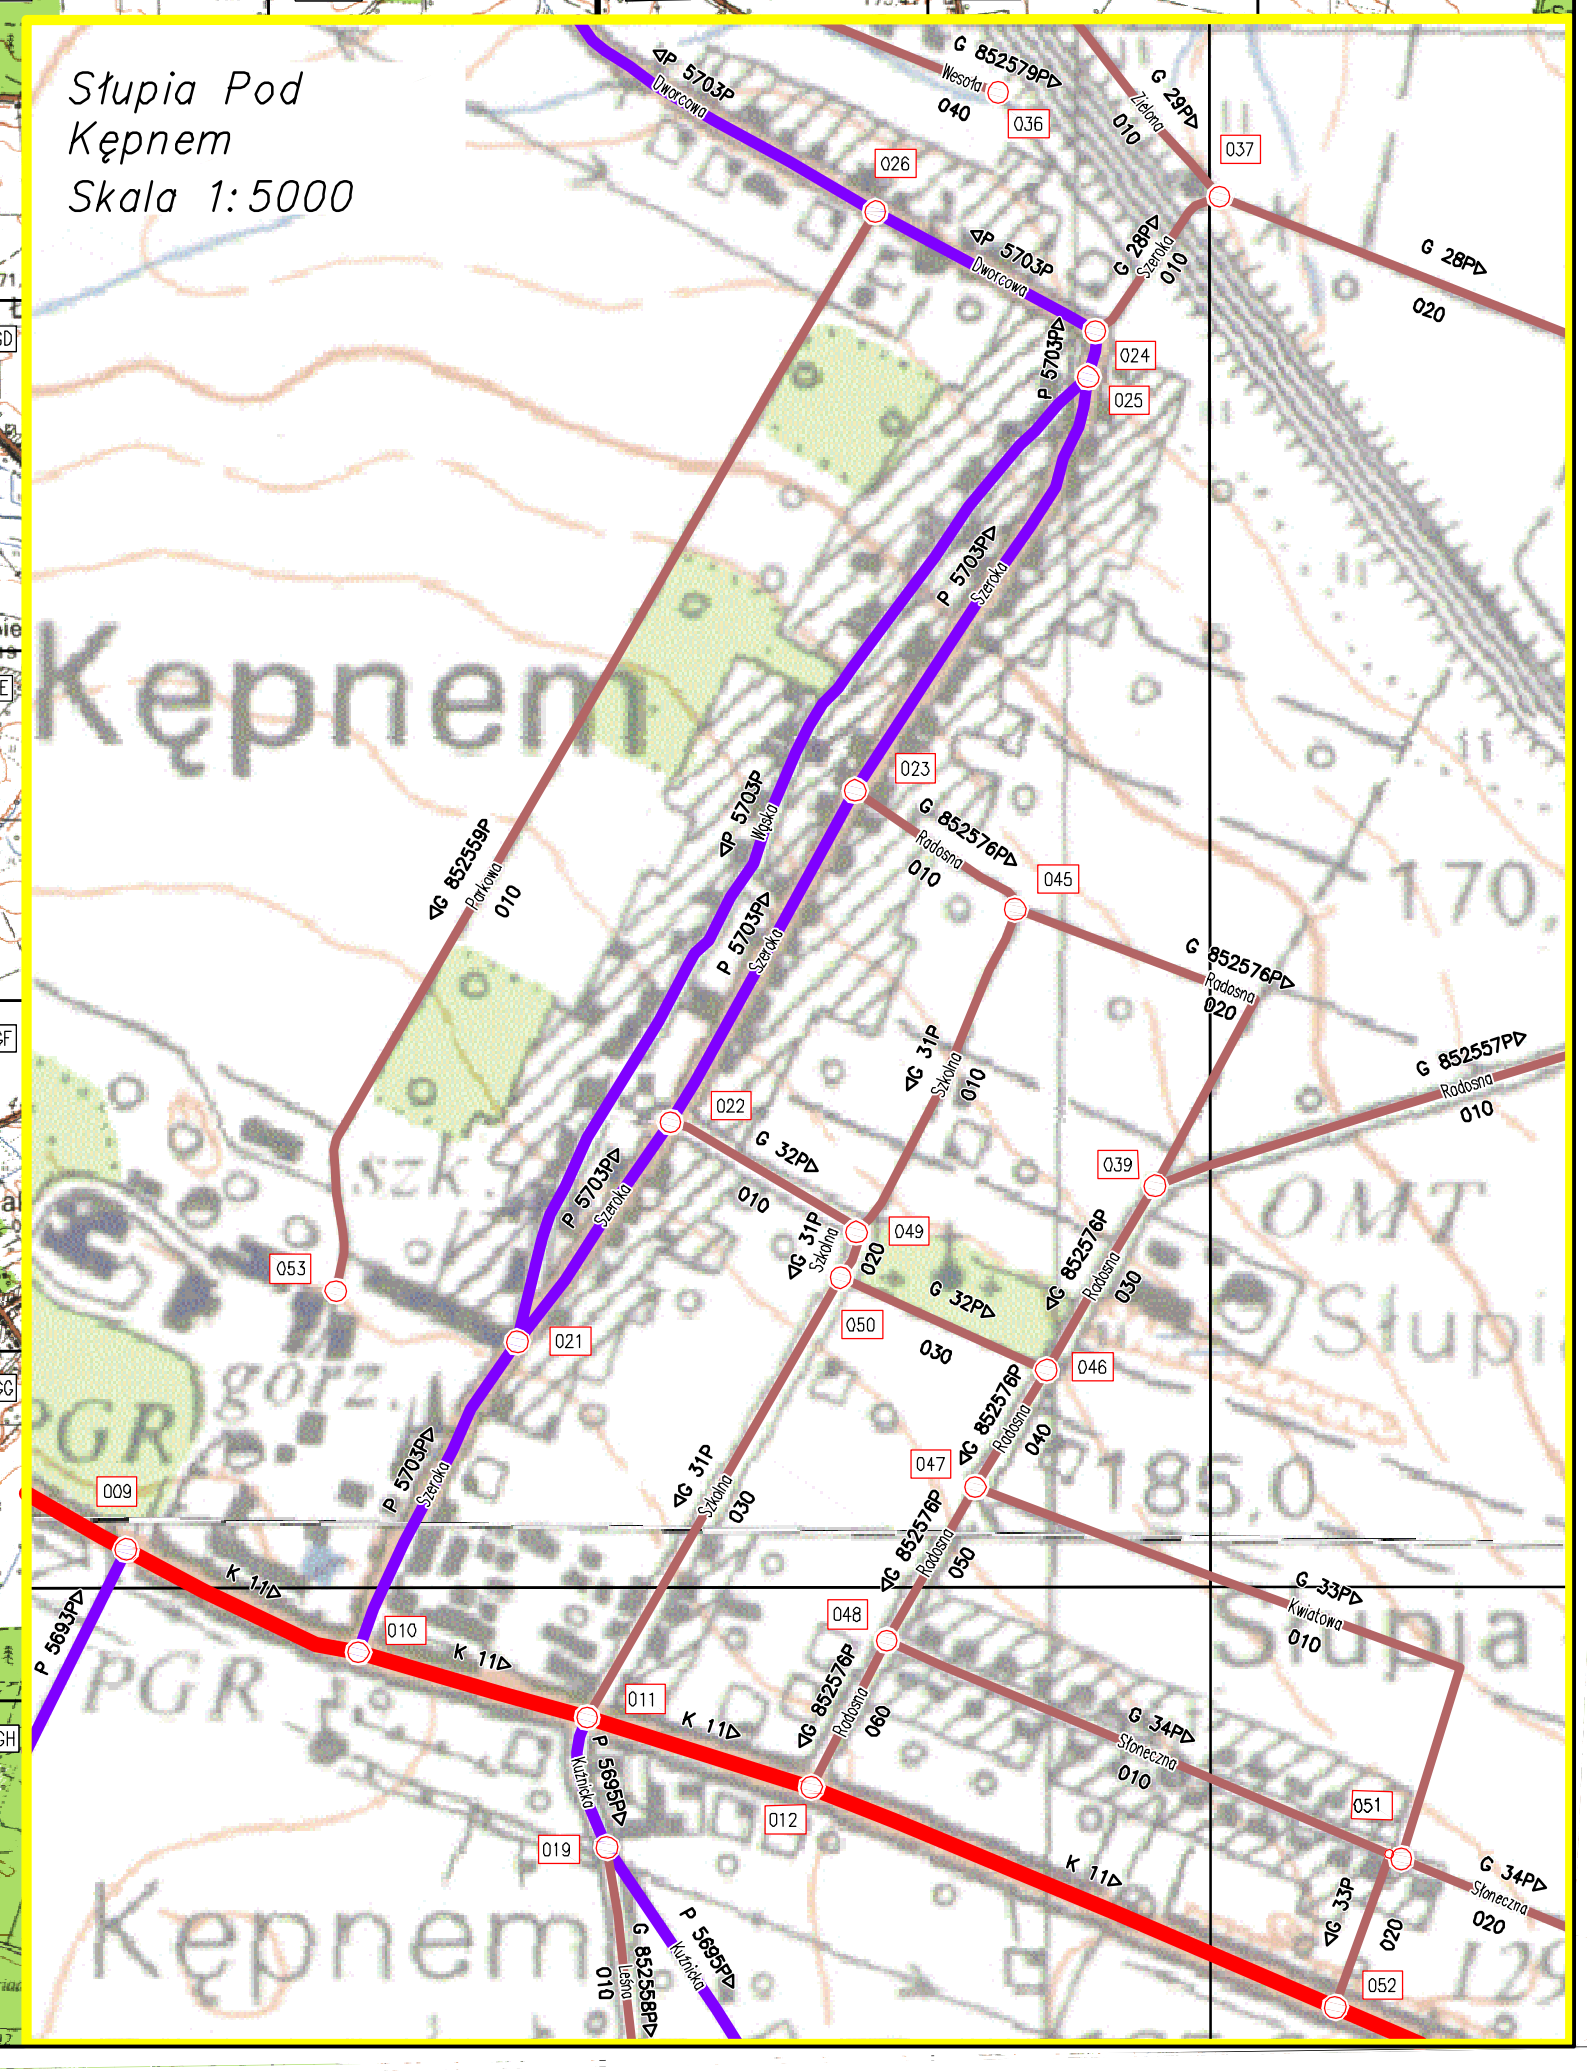 Słupia Pod
Kępnem
Skala 1:5000
P 5703P
Dworcowa
G 852579P
Wesoła
040
036
G 29P
Zielona
010
037
026
P 5703P
Dworcowa
G 28P
Szeroka
010
G 28P
020
024
P 5703P
025
P 5703P
Szeroka
Kępnem
023
P 5703P
Wąska
G 852576P
Radosna
010
045
G 852559P
Parkowa
010
170,
P 5703P
Szeroka
G 852576P
Radosna
020
G 31P
Szkolna
010
G 852557P
Radosna
010
022
G 32P
010
039
szk.
P 5703P
Szeroka
OMT
049
G 31P
Szkolna
020
G 852576P
Radosna
030
053
G 32P
030
050
021
046
Słupi
gorz.
PGR
G 852576P
Radosna
040
P 5703P
Szeroka
047
G 31P
Szkolna
030
185,0
009
G 852576P
Radosna
050
K 11
G 33P
Kwiatowa
010
P 5693P
048
Słupia
010
K 11
PGR
G 852576P
Radosna
060
011
K 11
G 34P
Słoneczna
010
P 5695P
Kuźnicka
012
051
019
K 11
G 34P
Słoneczna
020
Kępnem
G 33P
020
P 5695P
Kuźnicka
G 852558P
Leśna
010
052
129